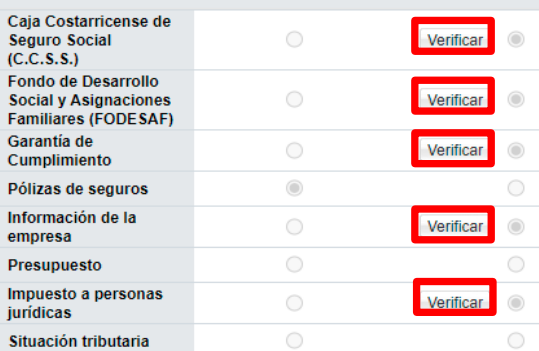 Caja Costarricense de
Seguro Social
(C.C.S.S.)
Verificar
Fondo de Desarrollo
Social y Asignaciones
Familiares (FODESAF)
Verificar
Garantía de
Cumplimiento
Verificar
Pólizas de seguros
Información de la
empresa
Verificar
Presupuesto
Impuesto a personas
jurídicas
Verificar
Situación tributaria